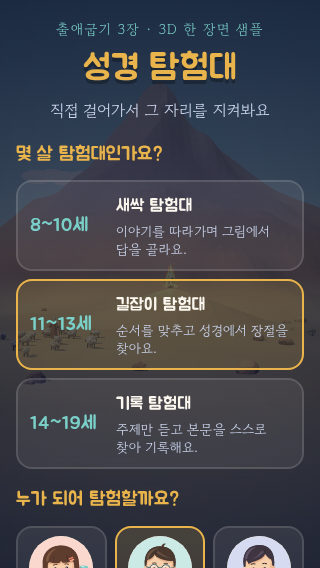 출애굽기 3장 · 3D 한 장면 샘플
성경 탐험대
직접 걸어가서 그 자리를 지켜봐요
몇 살 탐험대인가요?
8~10세
새싹 탐험대
이야기를 따라가며 그림에서
답을 골라요.
11~13세
길잡이 탐험대
순서를 맞추고 성경에서 장절을
찾아요.
14~19세
기록 탐험대
주제만 듣고 본문을 스스로
찾아 기록해요.
누가 되어 탐험할까요?